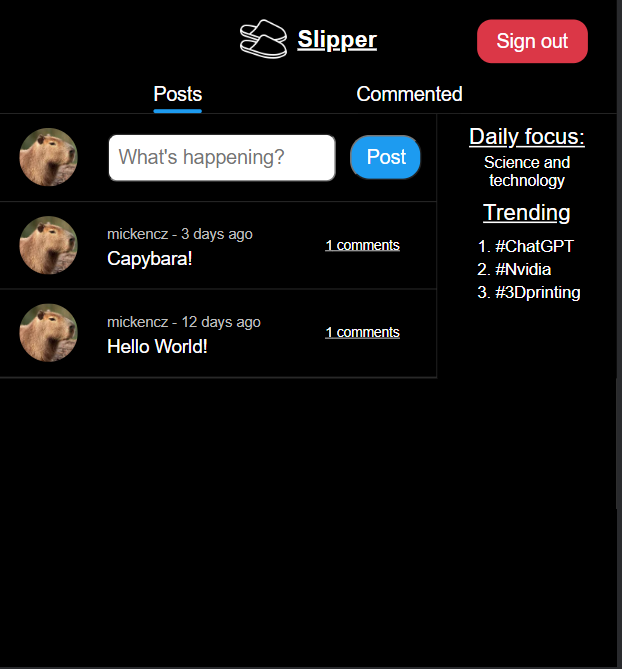 Slipper
Sign out
Posts
Commented
What's happening?
Post
mickencz - 3 days ago
Capybara!
1 comments
mickencz - 12 days ago
Hello World!
1 comments
Daily focus:
Science and
technology
Trending
1. #ChatGPT
2. #Nvidia
3. #3Dprinting